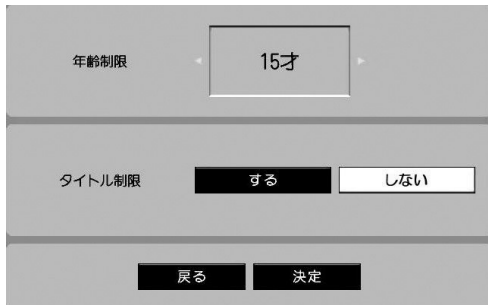 年齢制限 15才
タイトル制限 する しない
戻る 決定